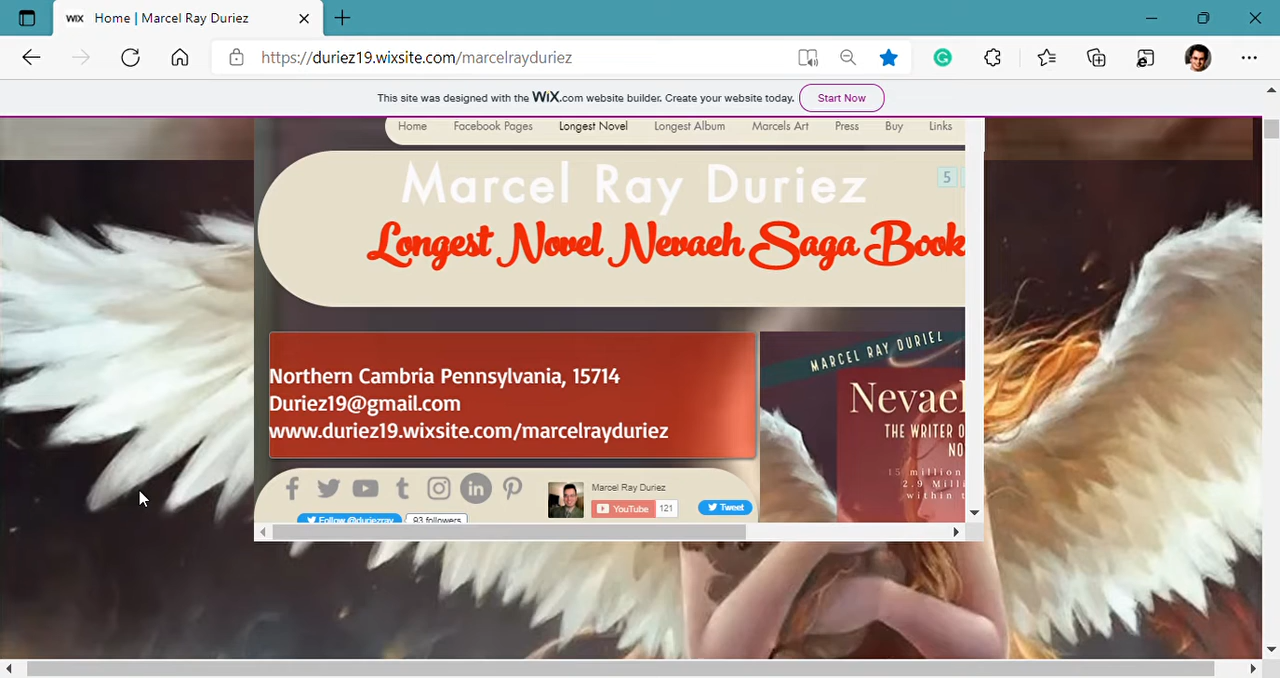 WiX Home | Marcel Ray Duriez
https://duriez19.wixsite.com/marcelrayduriez
This site was designed with the WiX.com website builder. Create your website today. Start Now
Home Facebook Pages Longest Novel Longest Album Marcels Art Press Buy Links
Marcel Ray Duriez
5
Longest Novel Nevaeh Saga Book
Northern Cambria Pennsylvania, 15714
Duriez19@gmail.com
www.duriez19.wixsite.com/marcelrayduriez
MARCEL RAY DURIEZ
Nevael
THE WRITER O
NO
15 million
2.9 Milli
within t
Marcel Ray Duriez
YouTube 121
Tweet
Follow @duriezray 93 followers